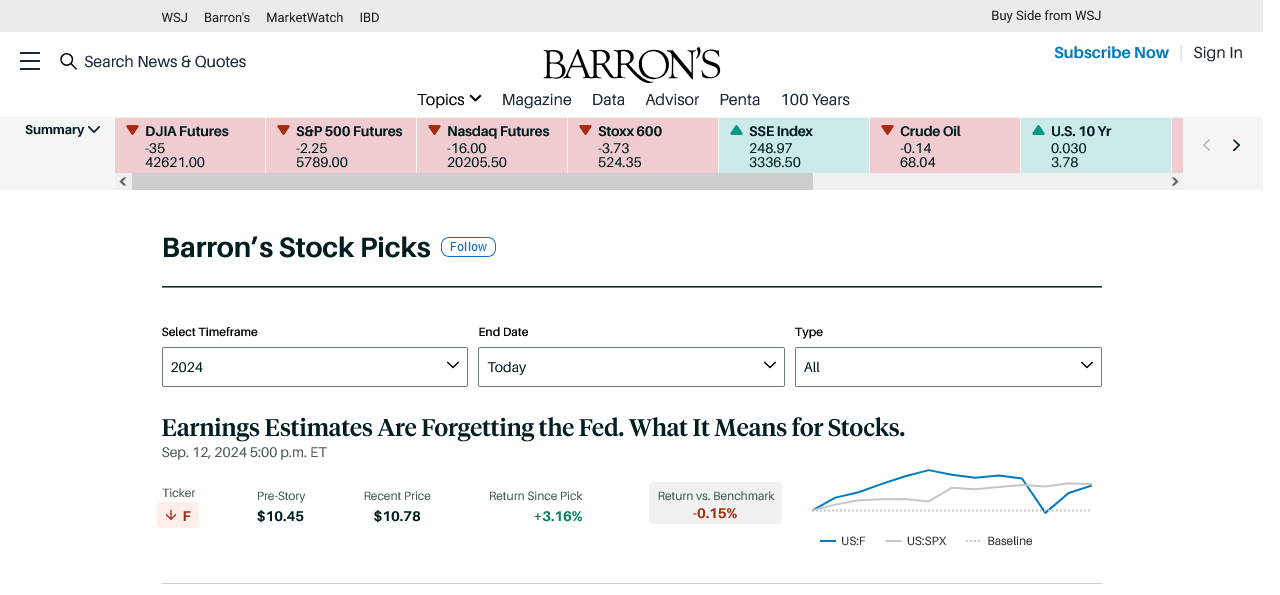 WSJ Barron's MarketWatch IBD Buy Side from WSJ
Search News & Quotes BARRON'S Subscribe Now Sign In
Topics Magazine Data Advisor Penta 100 Years
Summary DJIA Futures S&P 500 Futures Nasdaq Futures Stoxx 600 SSE Index Crude Oil U.S. 10 Yr
-35 -2.25 -16.00 -3.73 248.97 -0.14 0.030
42621.00 5789.00 20205.50 524.35 3336.50 68.04 3.78
Barron's Stock Picks Follow
Select Timeframe End Date Type
2024 Today All
Earnings Estimates Are Forgetting the Fed. What It Means for Stocks.
Sep. 12, 2024 5:00 p.m. ET
Ticker Pre-Story Recent Price Return Since Pick Return vs. Benchmark
F $10.45 $10.78 +3.16% -0.15%
US:F US:SPX Baseline